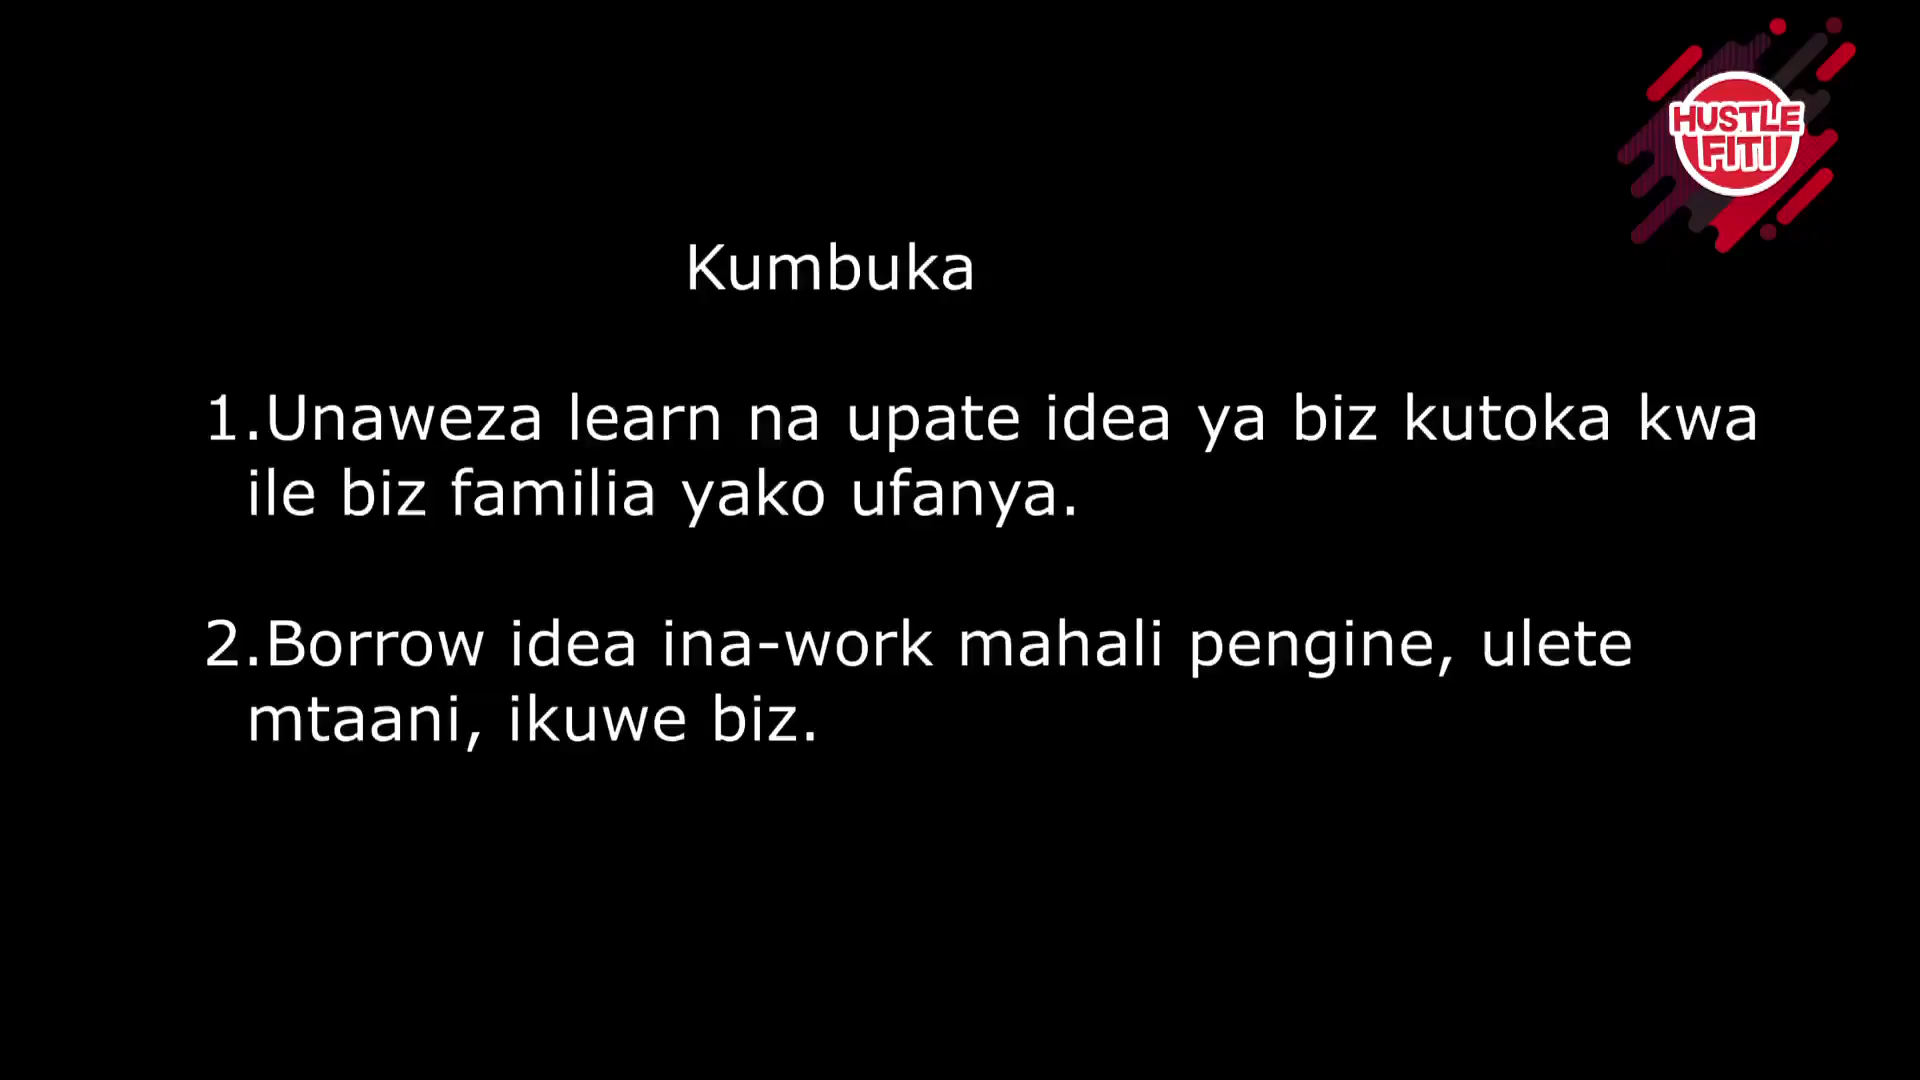 HUSTLE
FITI
Kumbuka
1.Unaweza learn na upate idea ya biz kutoka kwa
ile biz familia yako ufanya.
2.Borrow idea ina-work mahali pengine, ulete
mtaani, ikuwe biz.